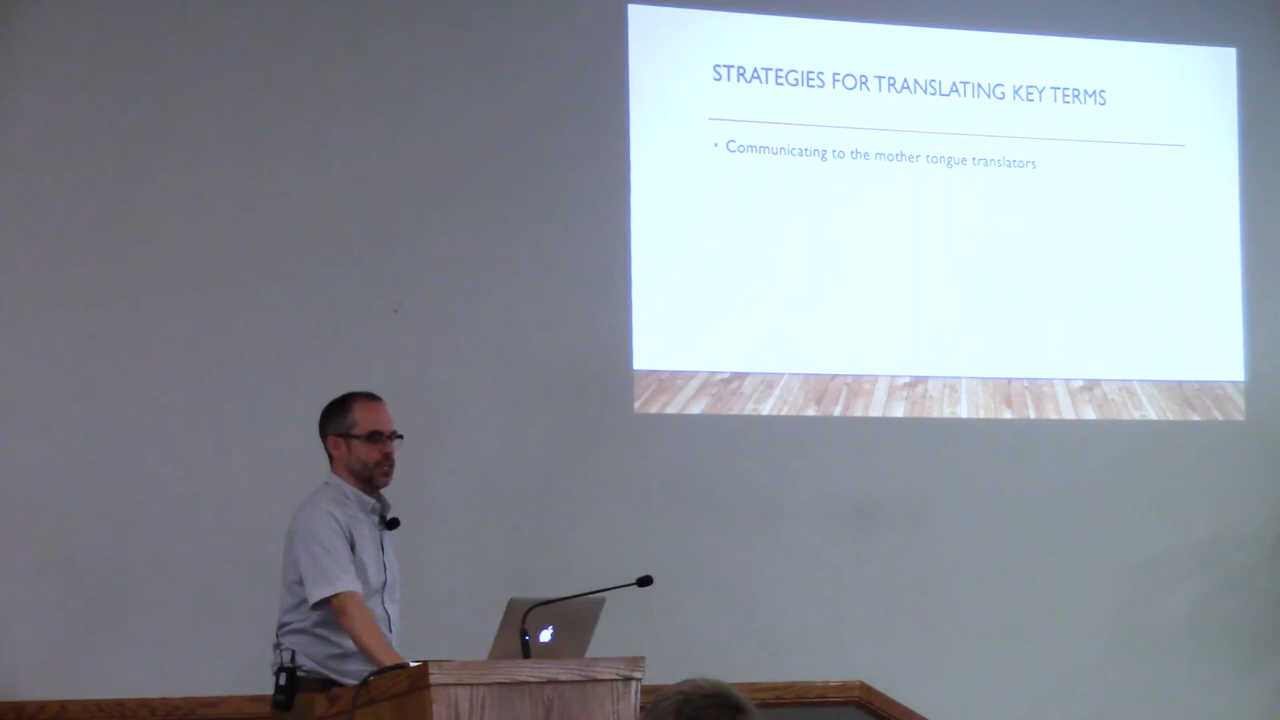 STRATEGIES FOR TRANSLATING KEY TERMS
• Communicating to the mother tongue translators